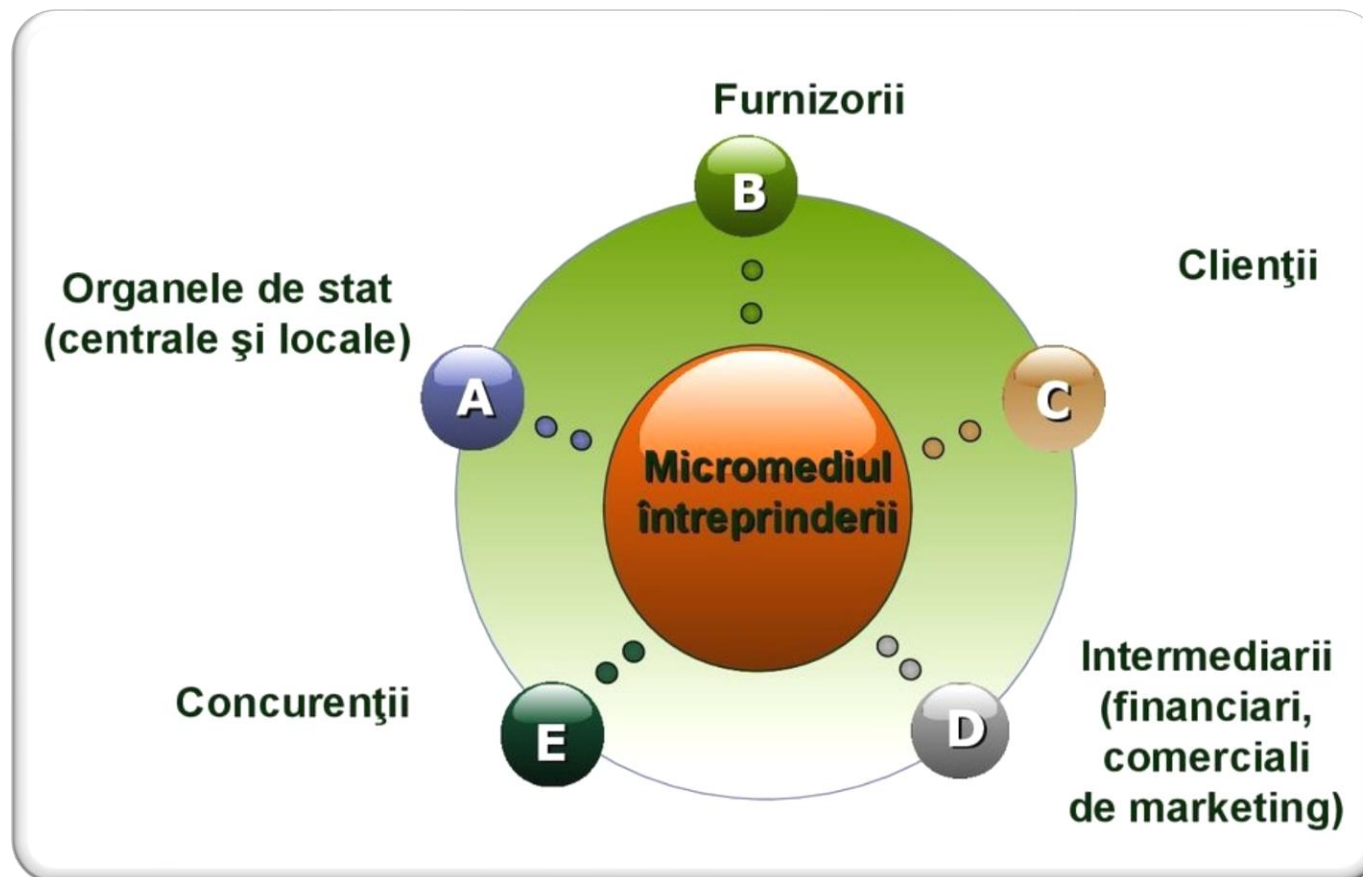 Furnizorii
B
Clienţii
Organele de stat
(centrale şi locale)
A
C
Micromediul
întreprinderii
Intermediarii
(financiari,
comerciali
de marketing)
Concurenţii
E
D